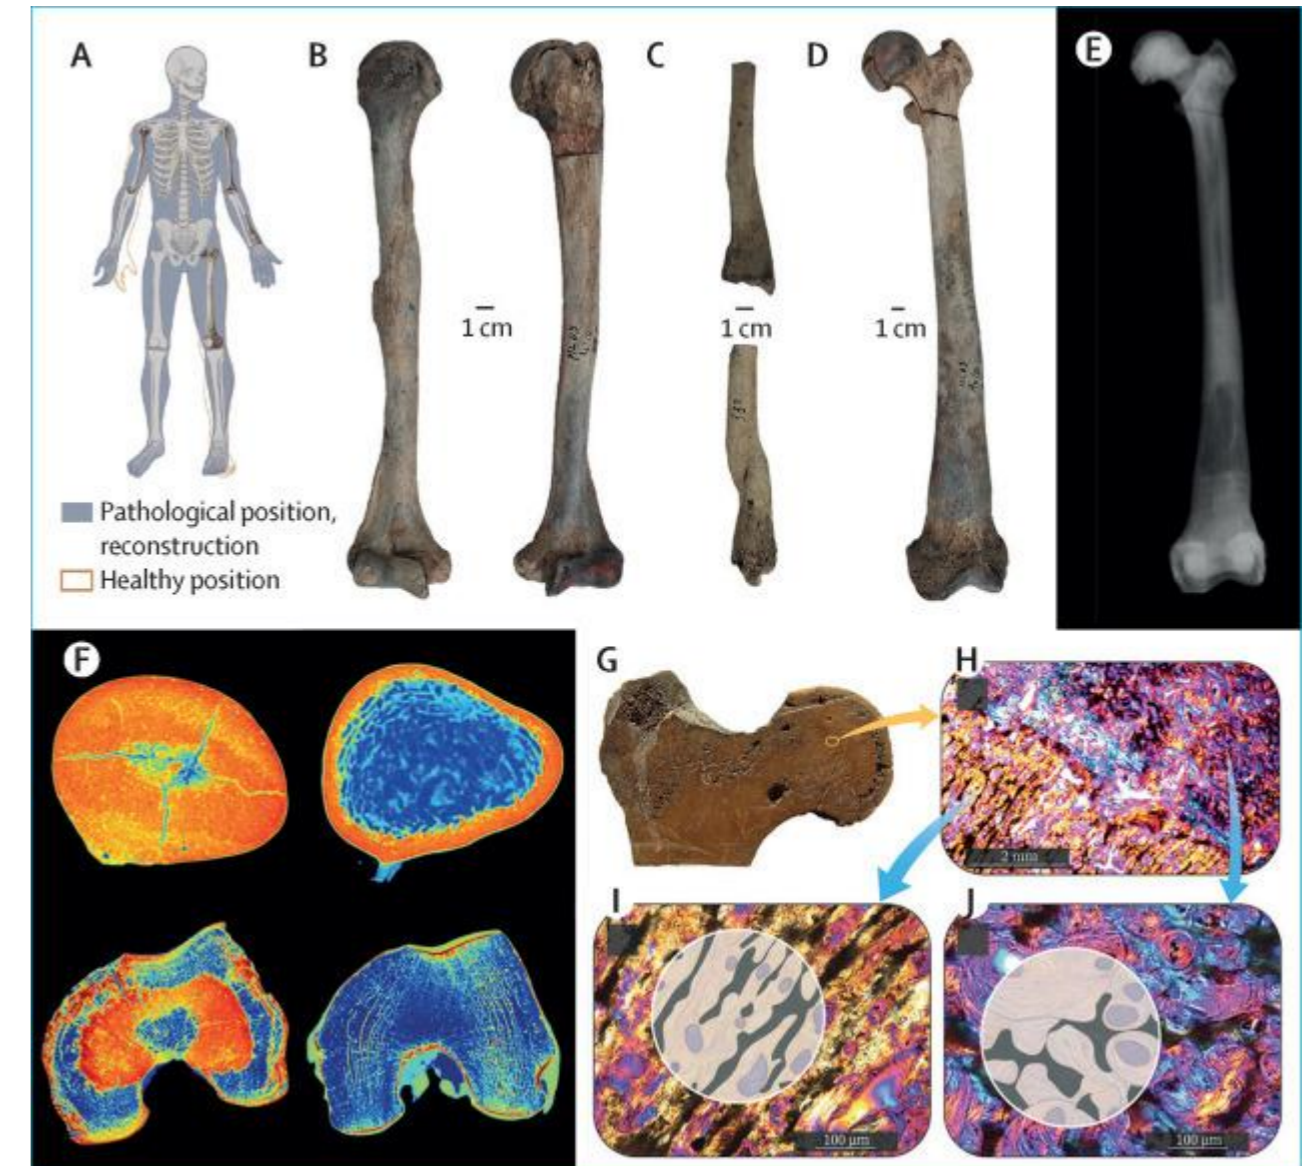 A
B
C
D
E
1 cm
1 cm
1 cm
Pathological position,
reconstruction
Healthy position
F
G
H
2 mm
I
J
100 µm
100 µm